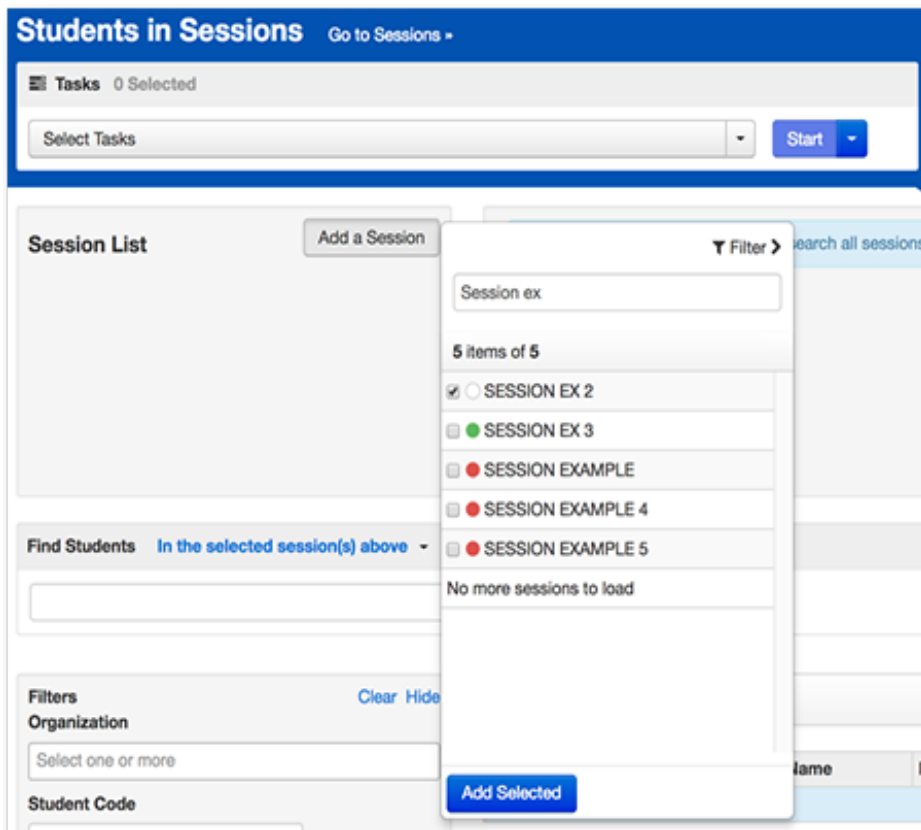 Students in Sessions Go to Sessions »
Tasks 0 Selected
Select Tasks
Start
Session List
Add a Session
Filter
search all sessions
Session ex
5 items of 5
SESSION EX 2
SESSION EX 3
SESSION EXAMPLE
SESSION EXAMPLE 4
SESSION EXAMPLE 5
No more sessions to load
Add Selected
Find Students In the selected session(s) above
Filters Clear Hide
Organization
Select one or more
Name
Student Code